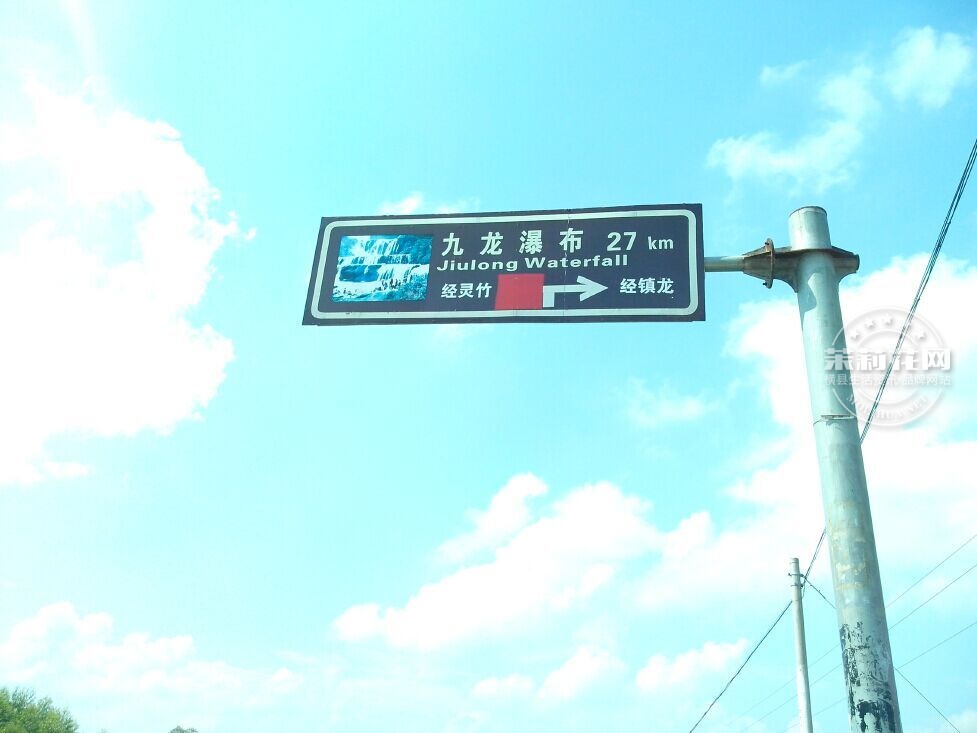 九龙瀑布 27 km
Jiulong Waterfall
经灵竹 经镇龙
茉莉花网